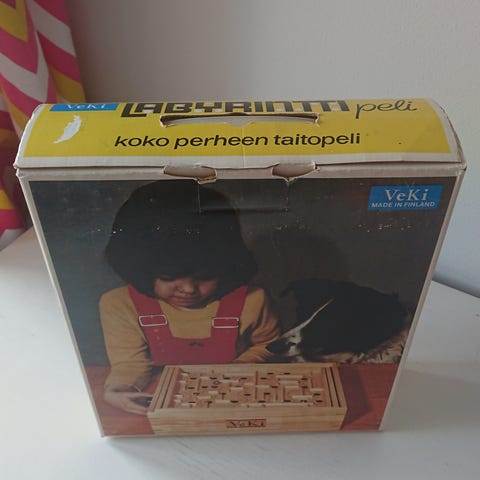 VeKi
LABYRINTTI peli
koko perheen taitopeli
VeKi
MADE IN FINLAND
VeKi